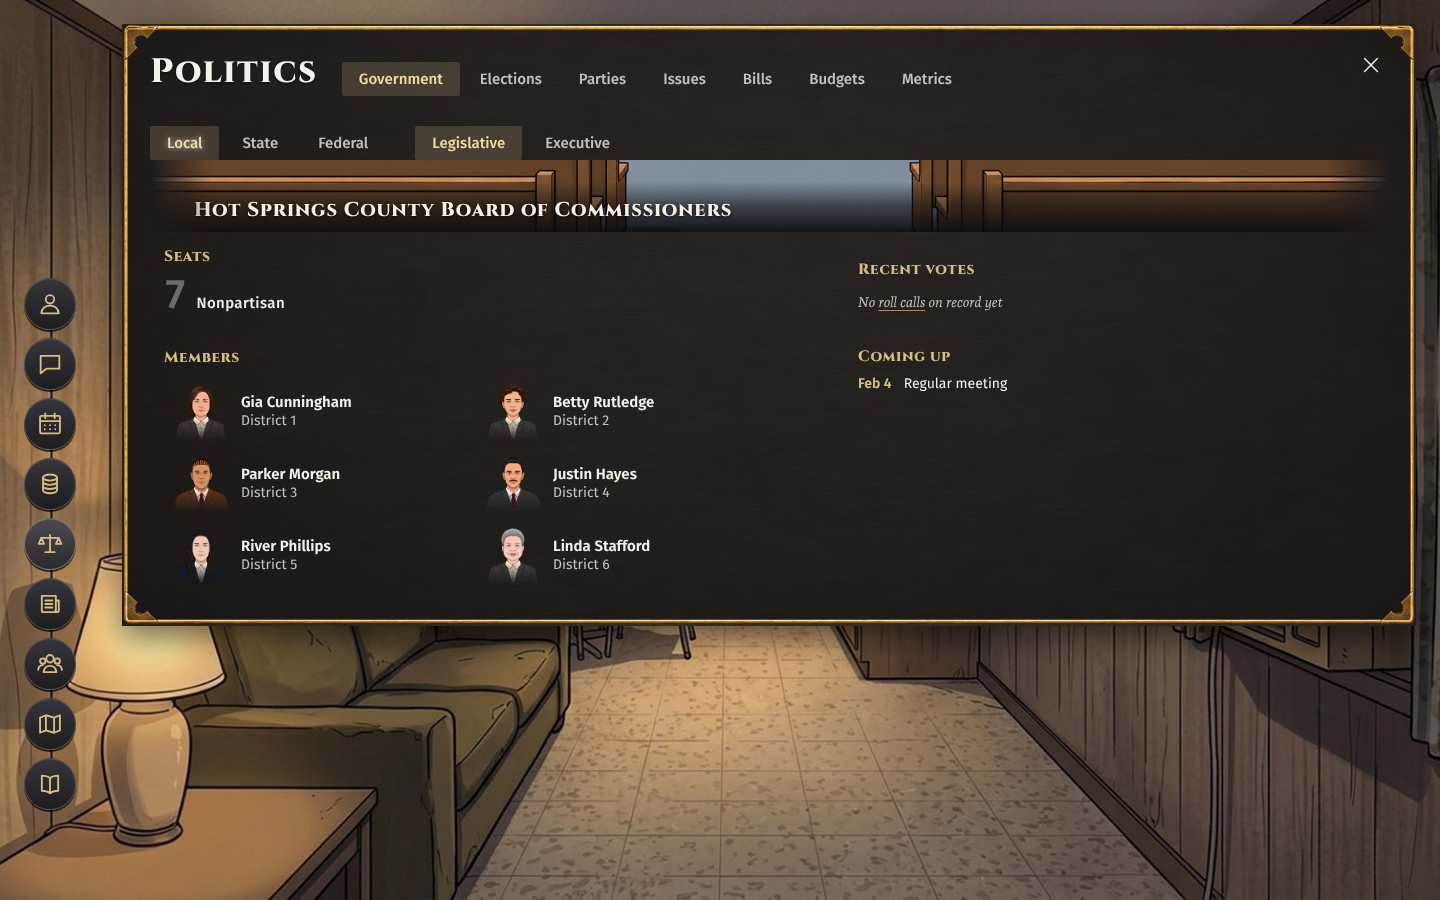 Politics
Government Elections Parties Issues Bills Budgets Metrics
Local State Federal Legislative Executive
Hot Springs County Board of Commissioners
Seats
7 Nonpartisan
Members
Gia Cunningham
District 1
Betty Rutledge
District 2
Parker Morgan
District 3
Justin Hayes
District 4
River Phillips
District 5
Linda Stafford
District 6
Recent votes
No roll calls on record yet
Coming up
Feb 4 Regular meeting